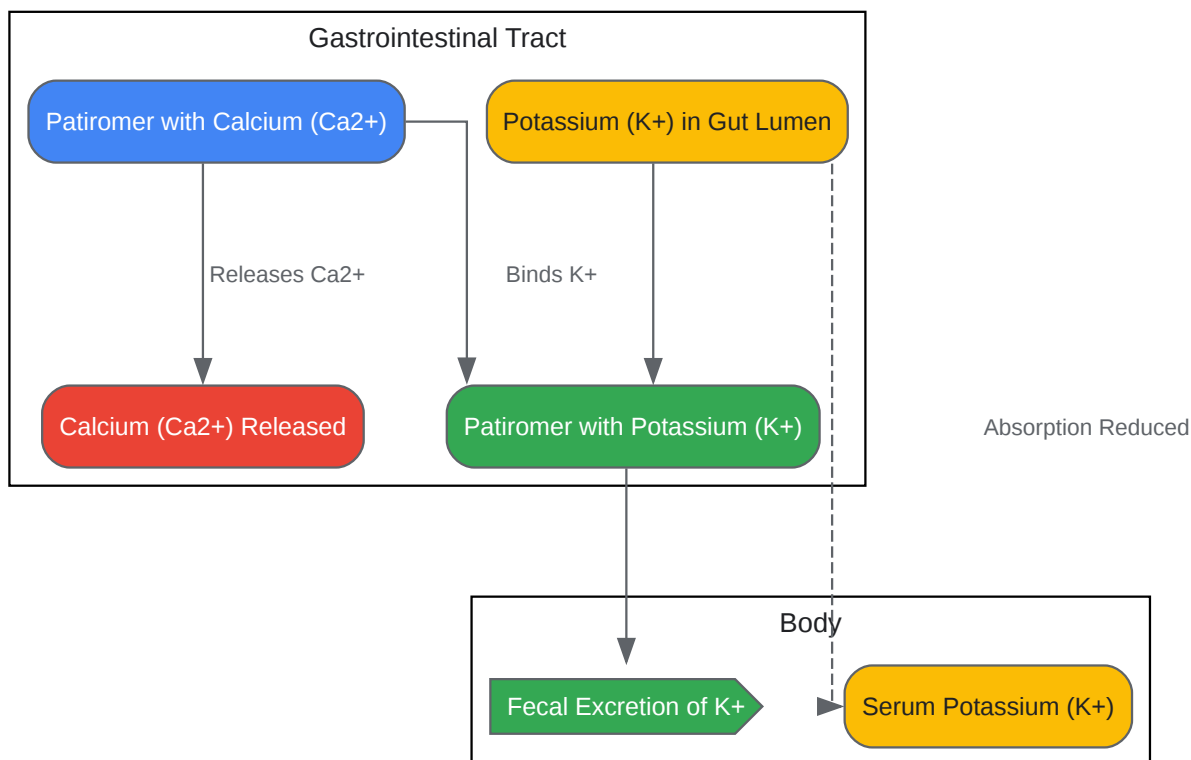 Gastrointestinal Tract
Patiromer with Calcium (Ca2+)
Potassium (K+) in Gut Lumen
Releases Ca2+
Binds K+
Calcium (Ca2+) Released
Patiromer with Potassium (K+)
Absorption Reduced
Body
Fecal Excretion of K+
Serum Potassium (K+)